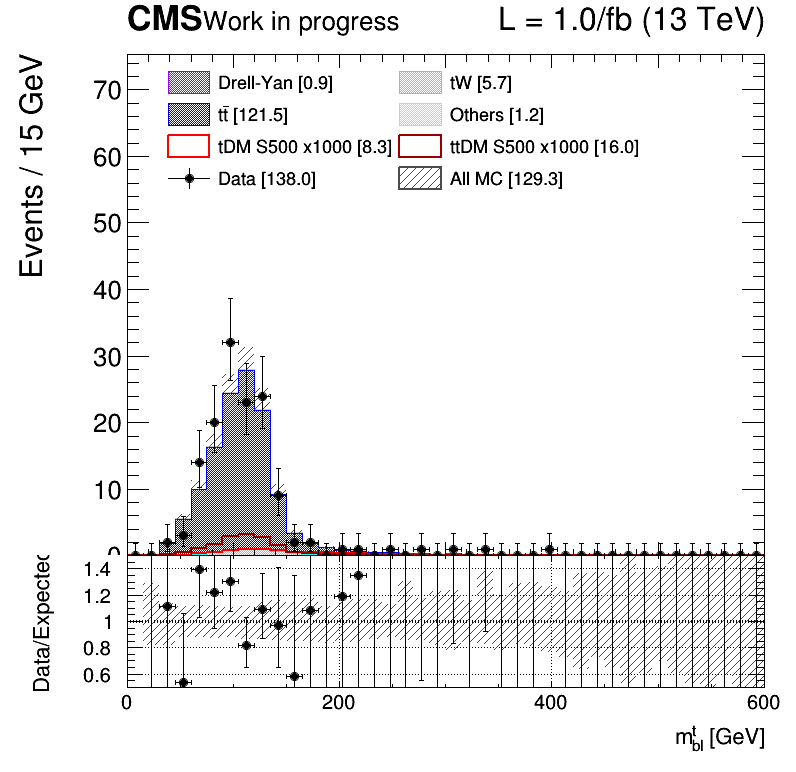 CMS Work in progress L = 1.0/fb (13 TeV)
Events / 15 GeV
70
60
50
40
30
20
10
0
Drell-Yan [0.9] tW [5.7]
tt̄ [121.5] Others [1.2]
tDM S500 x1000 [8.3] ttDM S500 x1000 [16.0]
Data [138.0] All MC [129.3]
Data/Expected
1.4
1.2
1
0.8
0.6
0 200 400 600
m^t_bl [GeV]